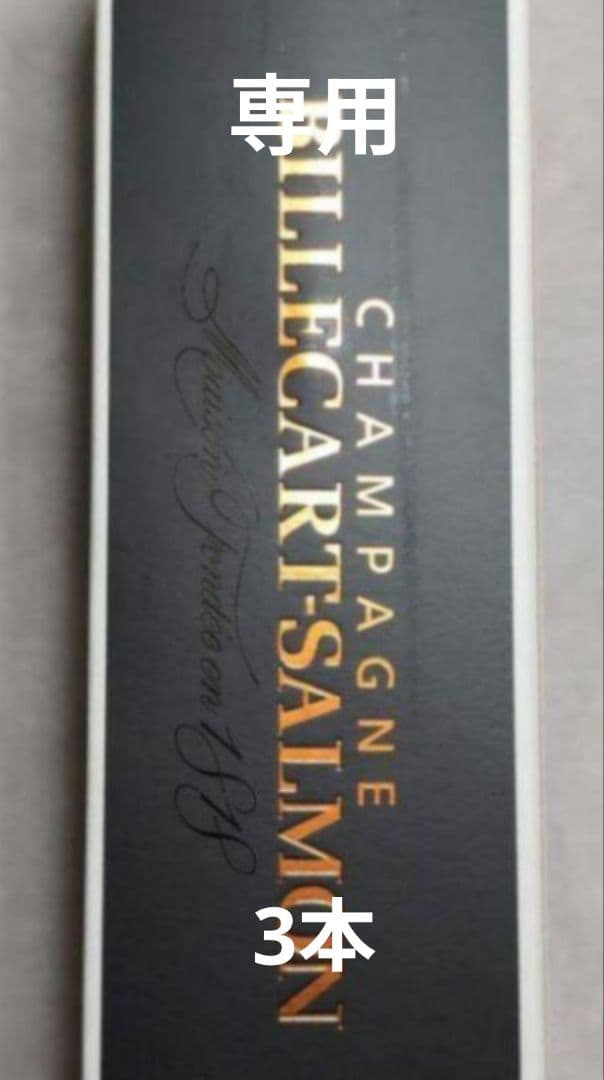 専用
CHAMPAGNE
BILLECART-SALMON
Maison Fondée en 1818
3本